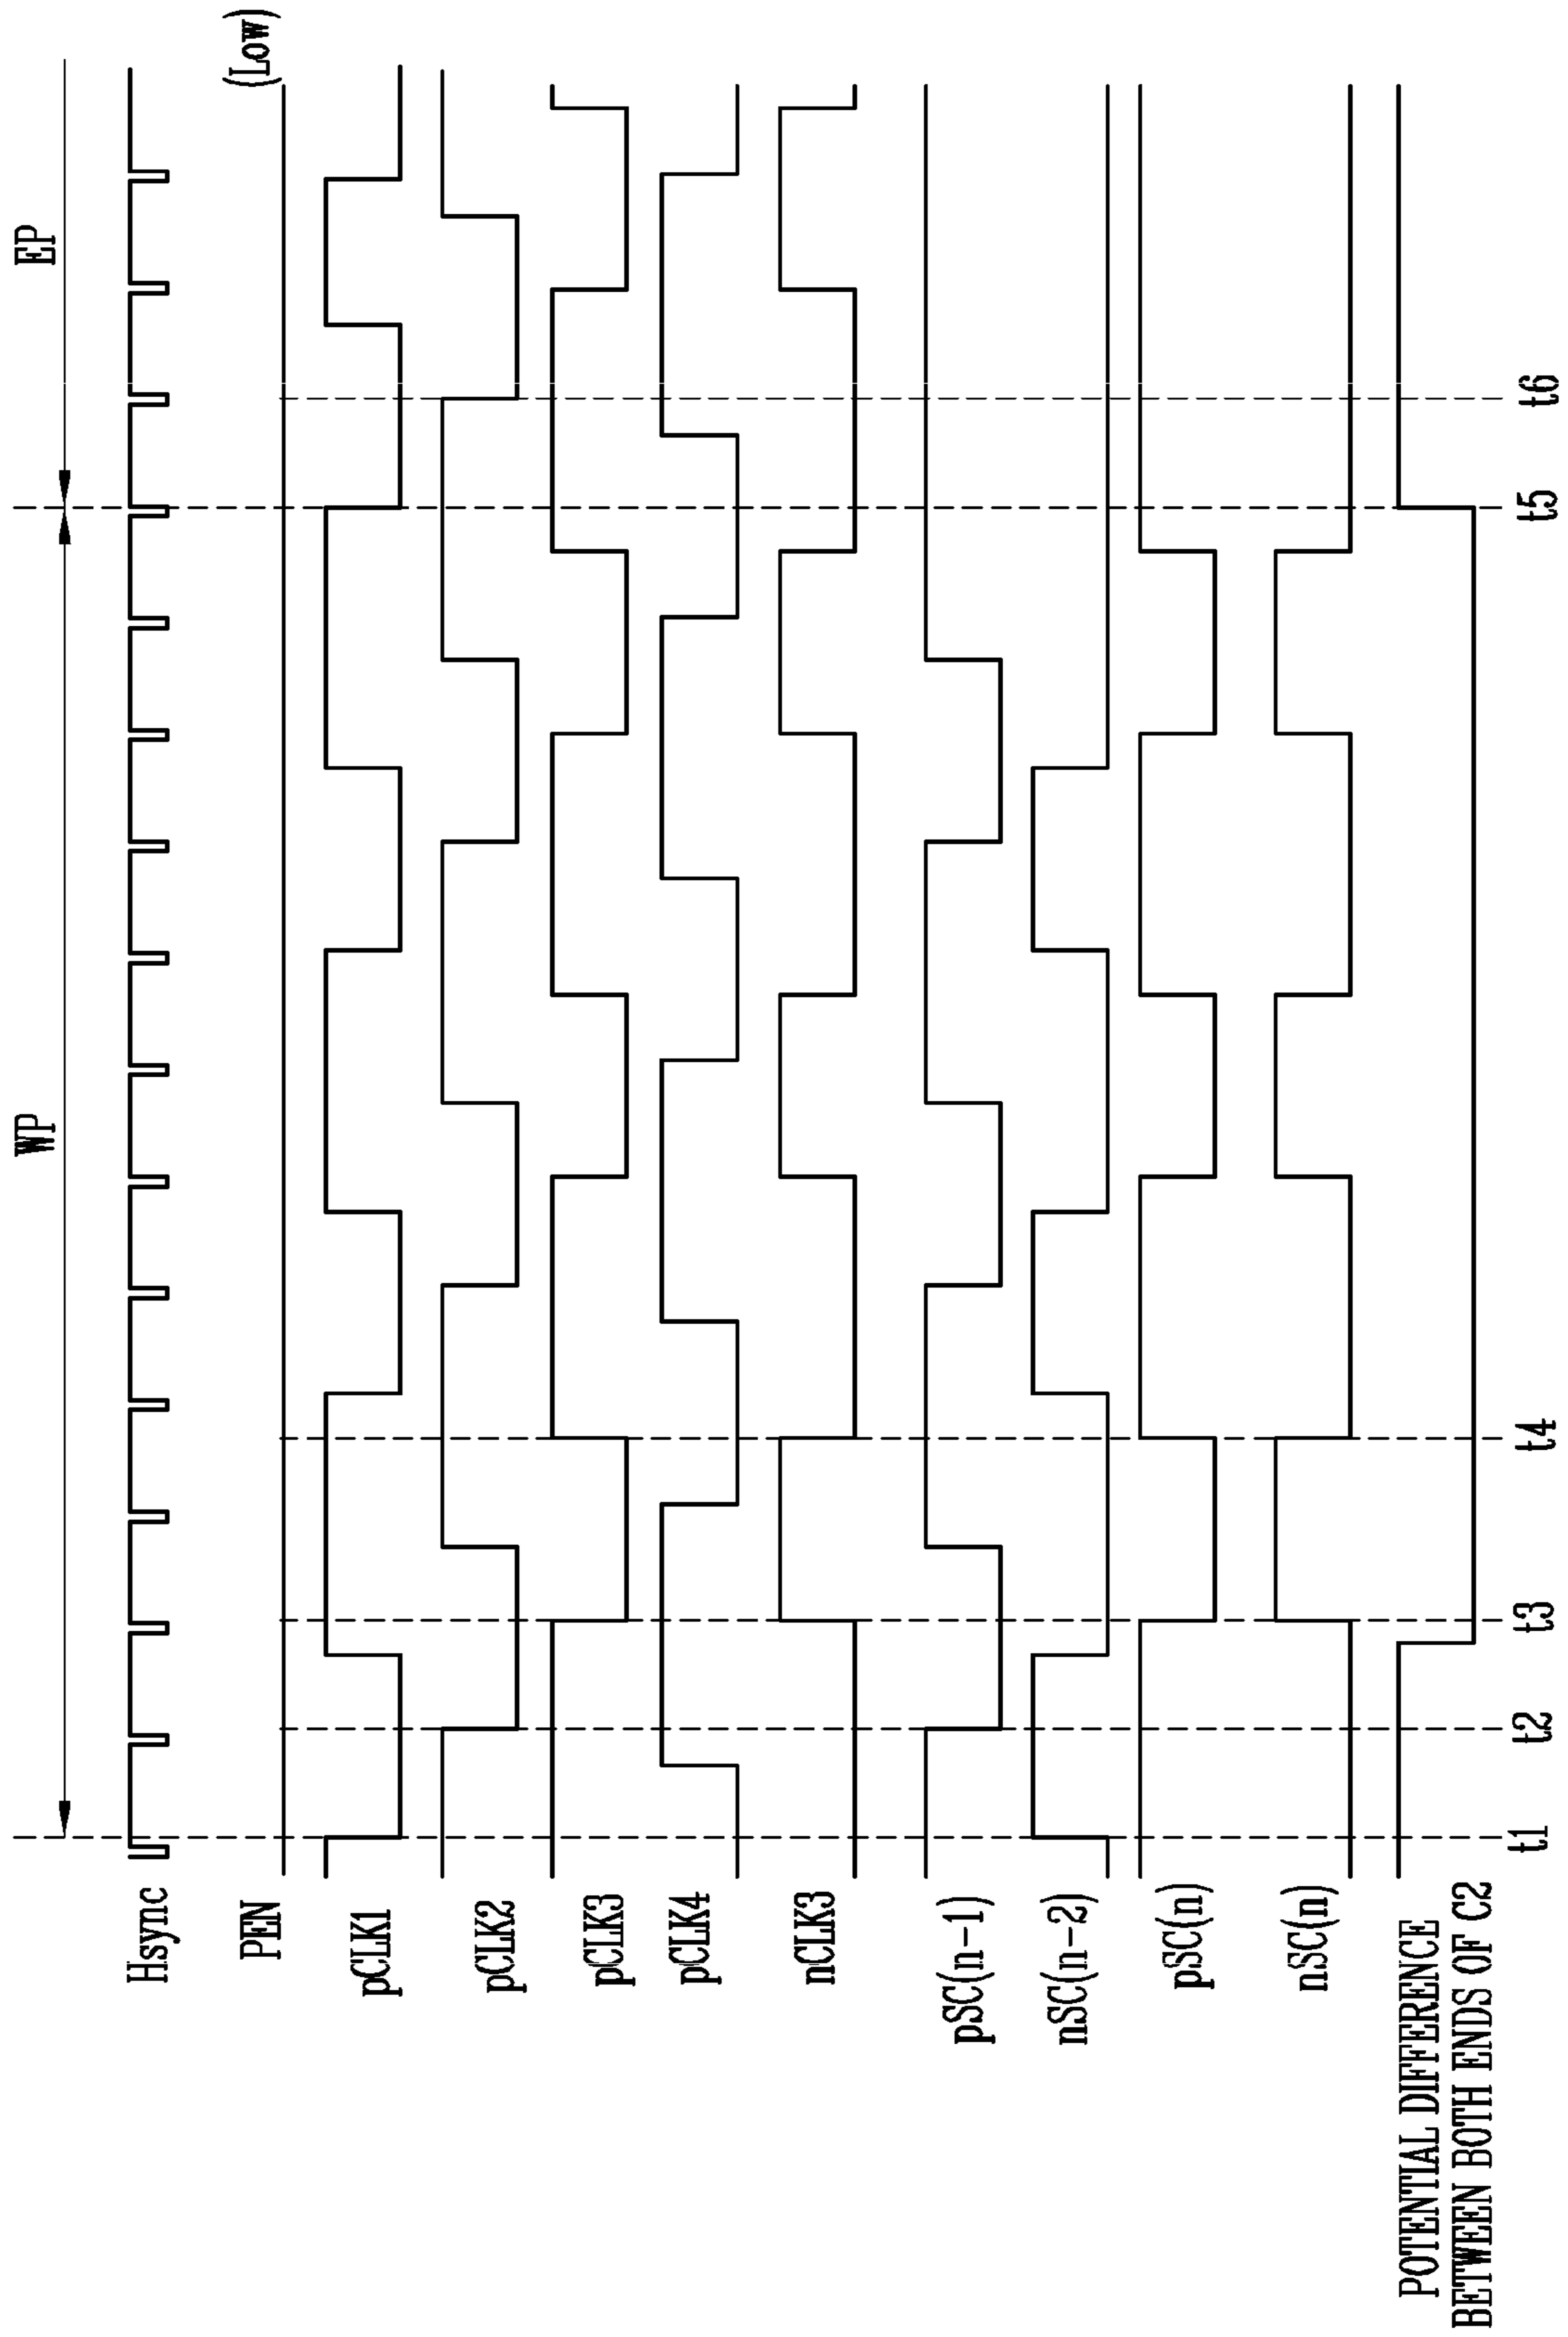 WP
EP
Hsync
PEN
(Low)
pCLK1
pCLK2
pCLK3
pCLK4
nCLK3
pSC(n-1)
nSC(n-2)
pSC(n)
nSC(n)
POTENTIAL DIFFERENCE
BETWEEN BOTH ENDS OF C2
t1
t2
t3
t4
t5
t6